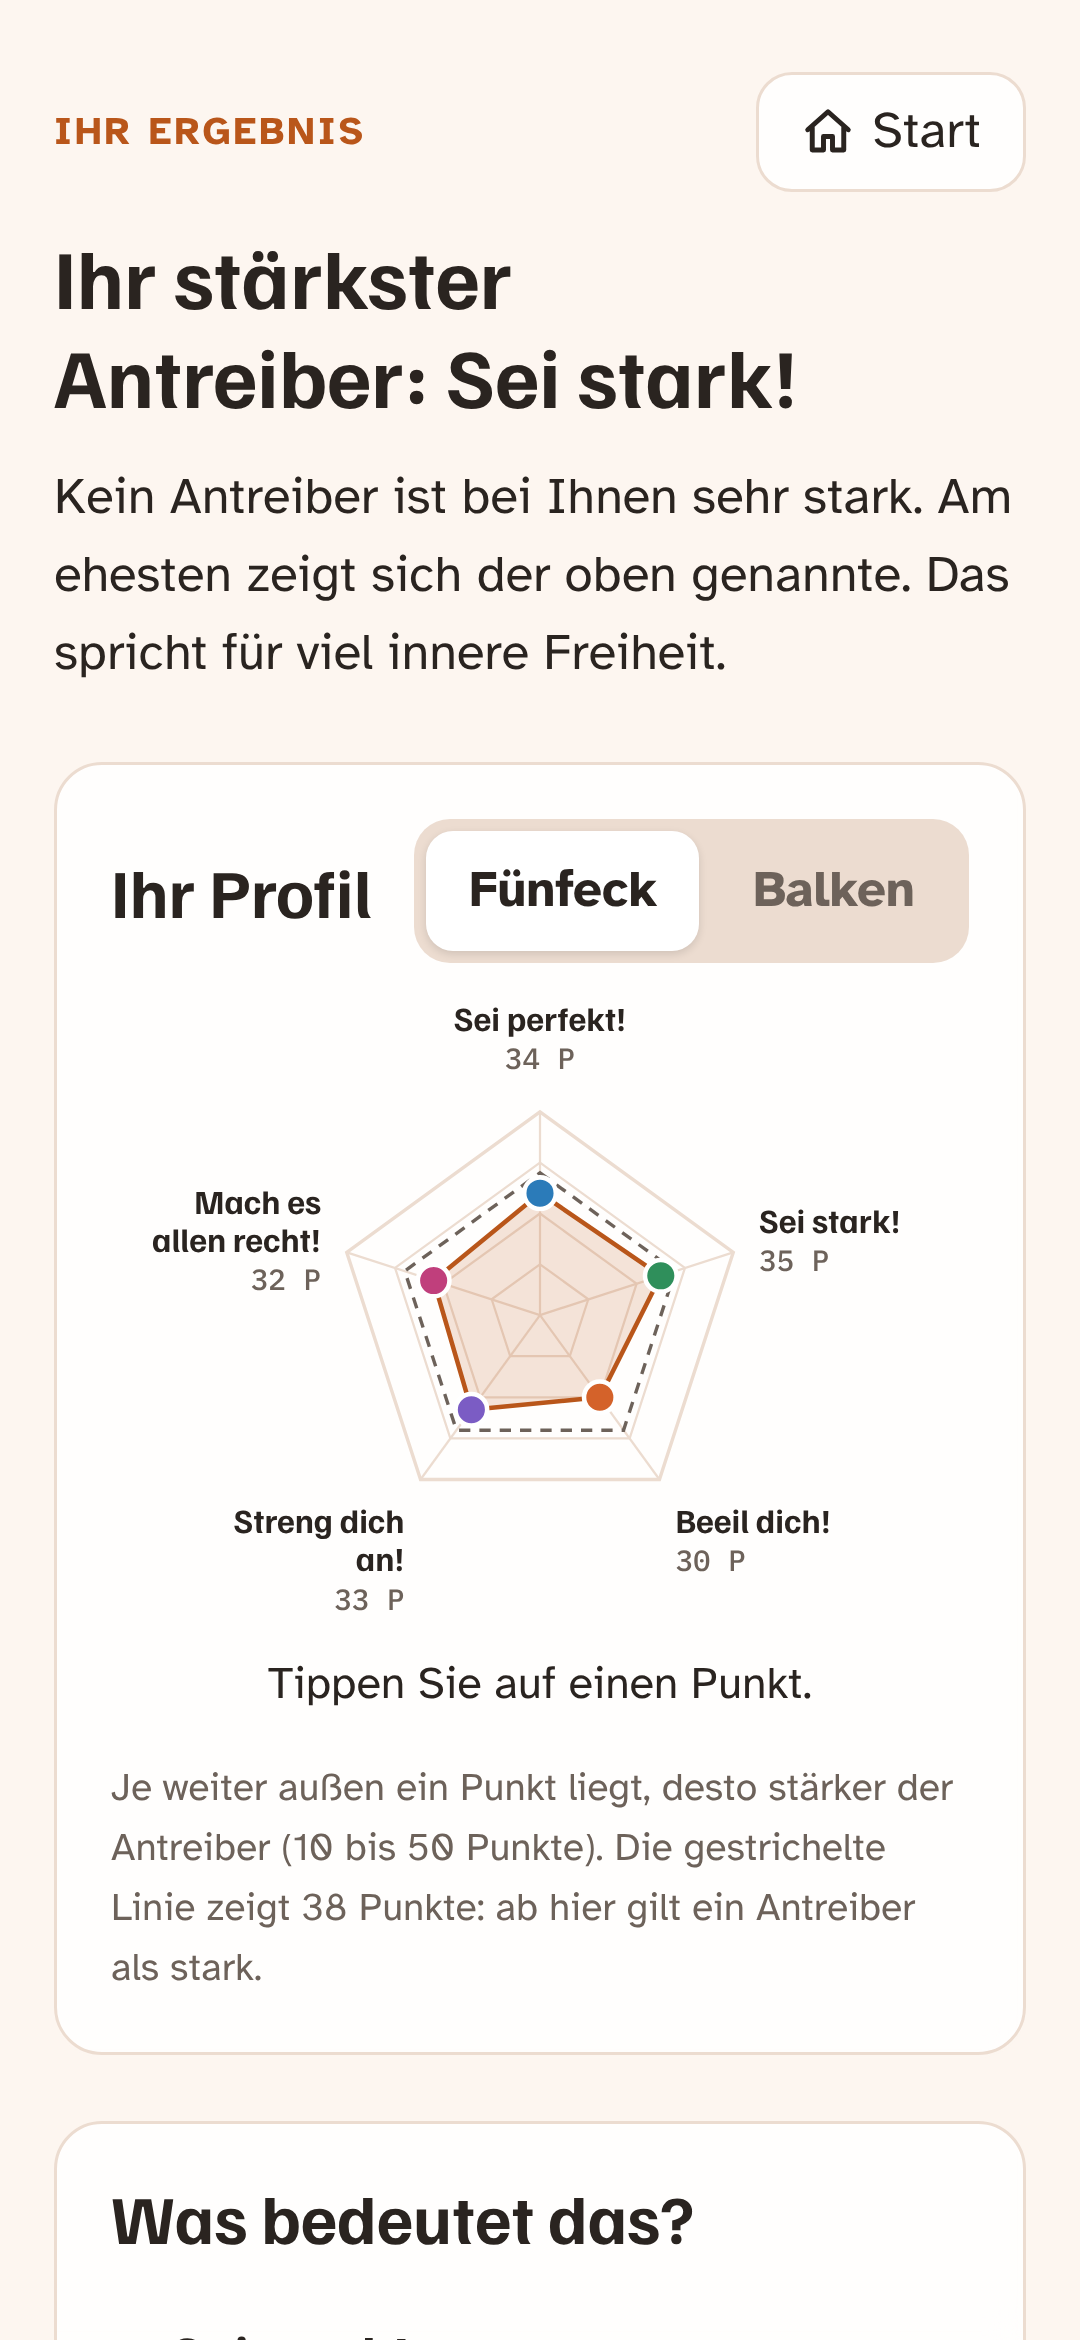 IHR ERGEBNIS
Start
Ihr stärkster
Antreiber: Sei stark!
Kein Antreiber ist bei Ihnen sehr stark. Am
ehesten zeigt sich der oben genannte. Das
spricht für viel innere Freiheit.
Ihr Profil
Fünfeck
Balken
Sei perfekt!
34 P
Mach es
allen recht!
32 P
Sei stark!
35 P
Streng dich
an!
33 P
Beeil dich!
30 P
Tippen Sie auf einen Punkt.
Je weiter außen ein Punkt liegt, desto stärker der
Antreiber (10 bis 50 Punkte). Die gestrichelte
Linie zeigt 38 Punkte: ab hier gilt ein Antreiber
als stark.
Was bedeutet das?